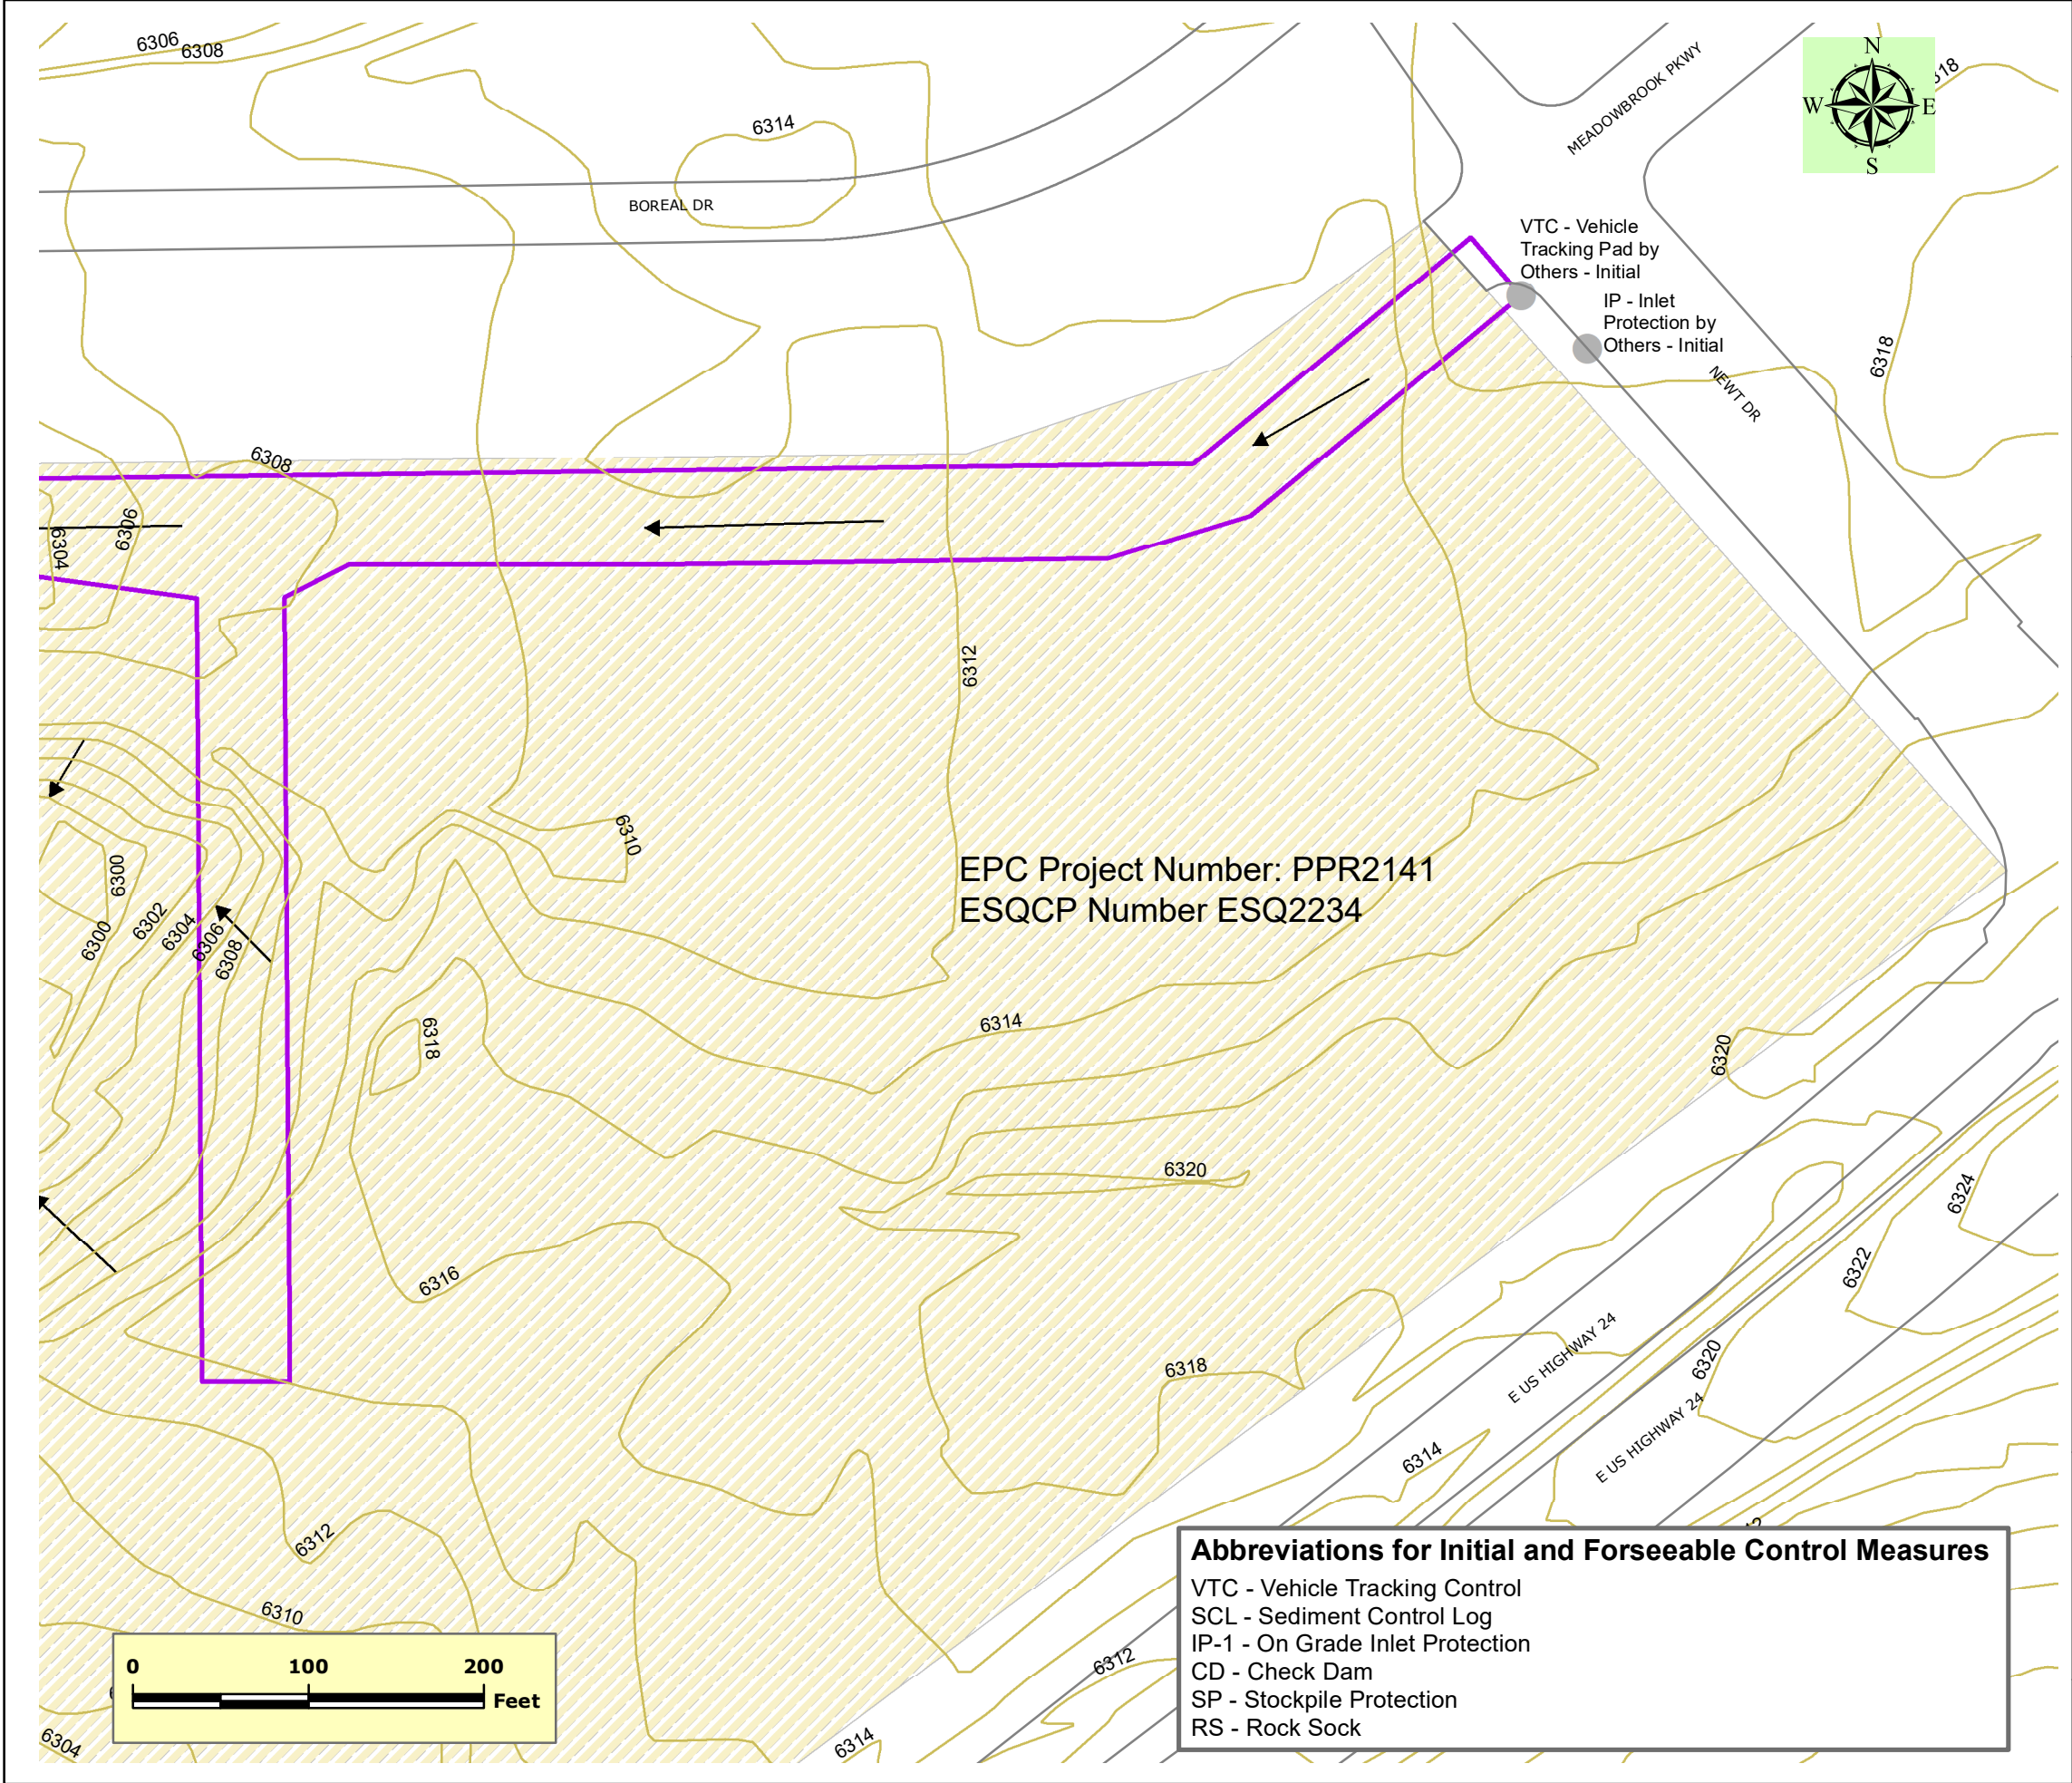 6306
6308
6314
MEADOWBROOK PKWY
N
W
E
S
BOREAL DR
VTC - Vehicle
Tracking Pad by
Others - Initial
IP - Inlet
Protection by
Others - Initial
6318
NEWT DR
6308
6306
6304
6312
6310
EPC Project Number: PPR2141
ESQCP Number ESQ2234
6300
6300
6302
6304
6306
6308
6318
6314
6320
6320
6324
6322
6316
6318
6320
E US HIGHWAY 24
E US HIGHWAY 24
6314
6312
6310
6312
6314
6304
0
100
200
Feet
Abbreviations for Initial and Forseeable Control Measures
VTC - Vehicle Tracking Control
SCL - Sediment Control Log
IP-1 - On Grade Inlet Protection
CD - Check Dam
SP - Stockpile Protection
RS - Rock Sock